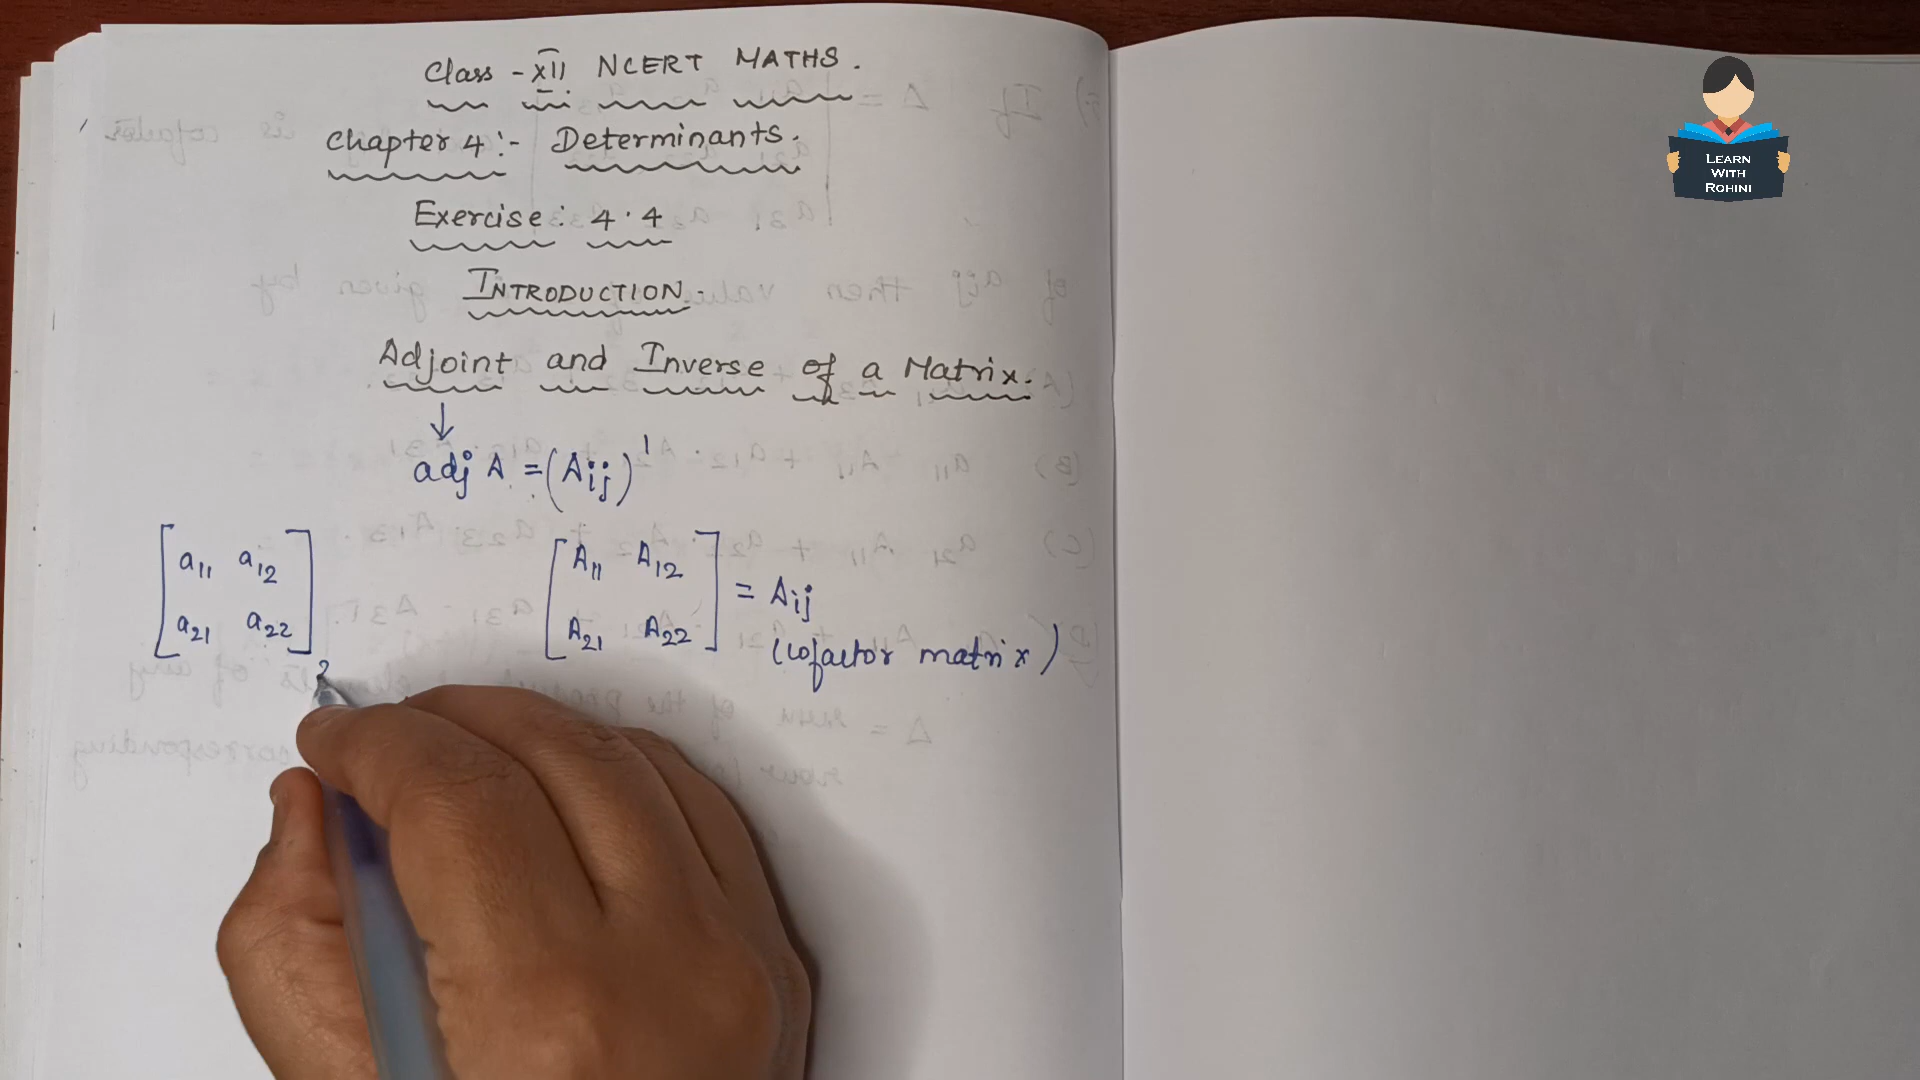 Class - XII NCERT MATHS.
Chapter 4:- Determinants.
Exercise: 4.4
INTRODUCTION.
Adjoint and Inverse of a Matrix.
↓
adj A = (Aij)'
[a11 a12
a21 a22]2
[A11 A12
A21 A22] = Aij
(cofactor matrix)
LEARN
WITH
ROHINI